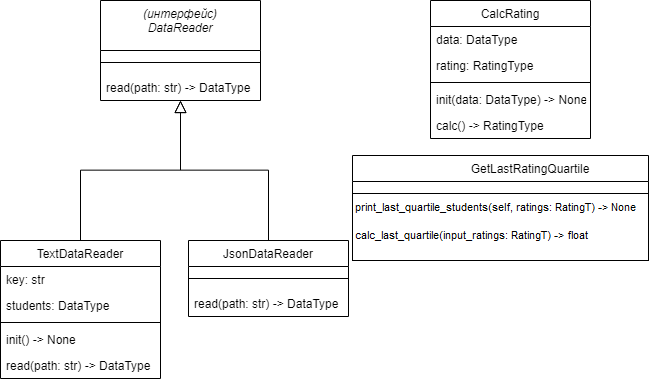 (интерфейс)
DataReader
read(path: str) -> DataType
CalcRating
data: DataType
rating: RatingType
init(data: DataType) -> None
calc() -> RatingType
GetLastRatingQuartile
print_last_quartile_students(self, ratings: RatingT) -> None
calc_last_quartile(input_ratings: RatingT) -> float
TextDataReader
key: str
students: DataType
init() -> None
read(path: str) -> DataType
JsonDataReader
read(path: str) -> DataType